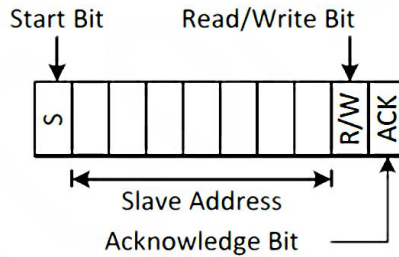 Start Bit
Read/Write Bit
S
R/W
ACK
Slave Address
Acknowledge Bit